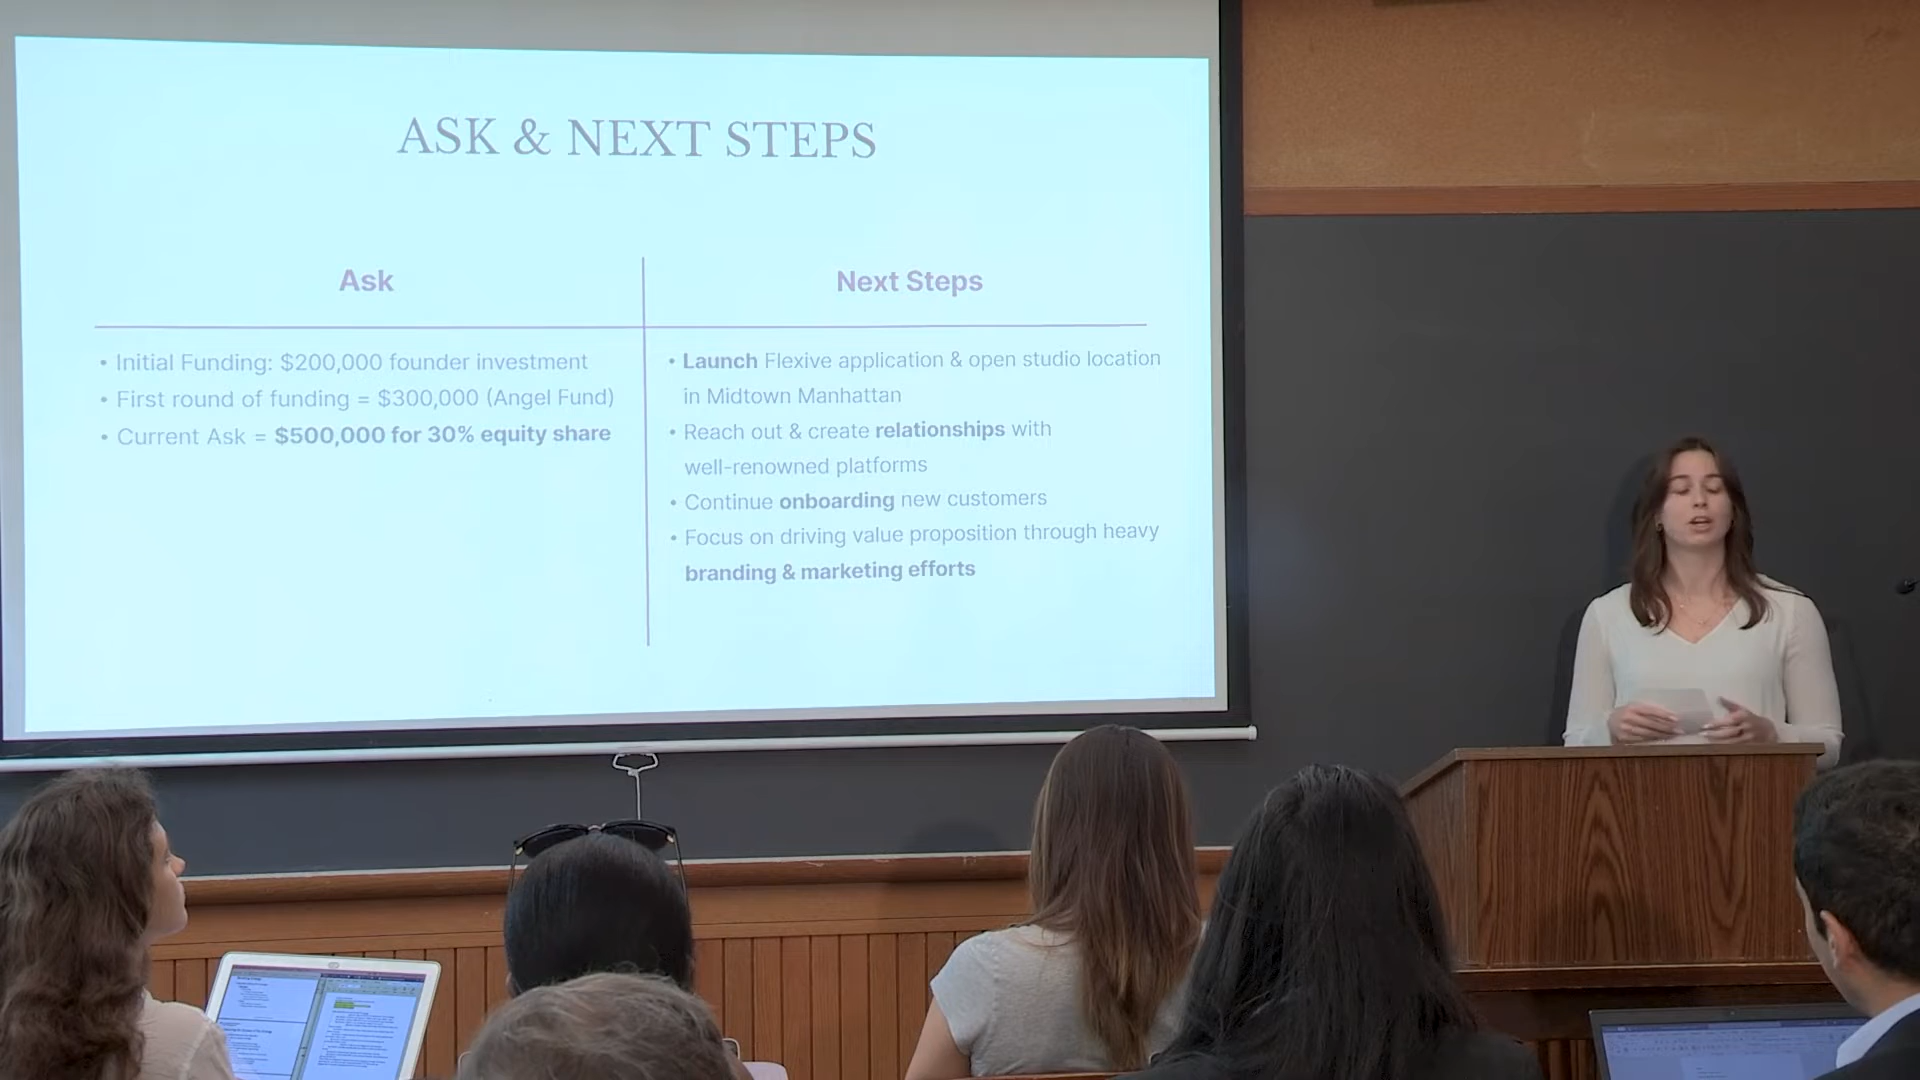 ASK & NEXT STEPS
Ask
• Initial Funding: $200,000 founder investment
• First round of funding = $300,000 (Angel Fund)
• Current Ask = $500,000 for 30% equity share
Next Steps
• Launch Flexive application & open studio location
in Midtown Manhattan
• Reach out & create relationships with
well-renowned platforms
• Continue onboarding new customers
• Focus on driving value proposition through heavy
branding & marketing efforts